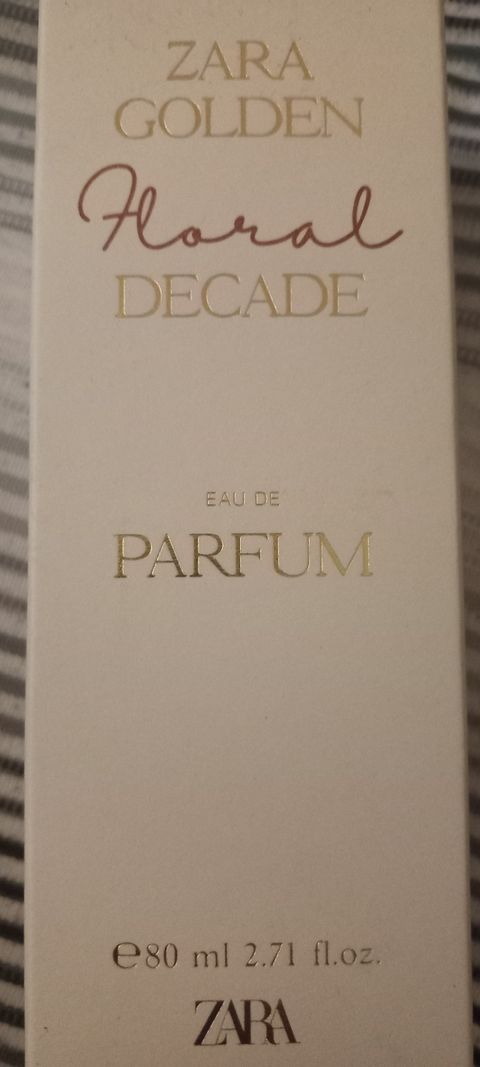 ZARA
GOLDEN
Floral
DECADE
EAU DE
PARFUM
℮80 ml 2.71 fl.oz.
ZARA